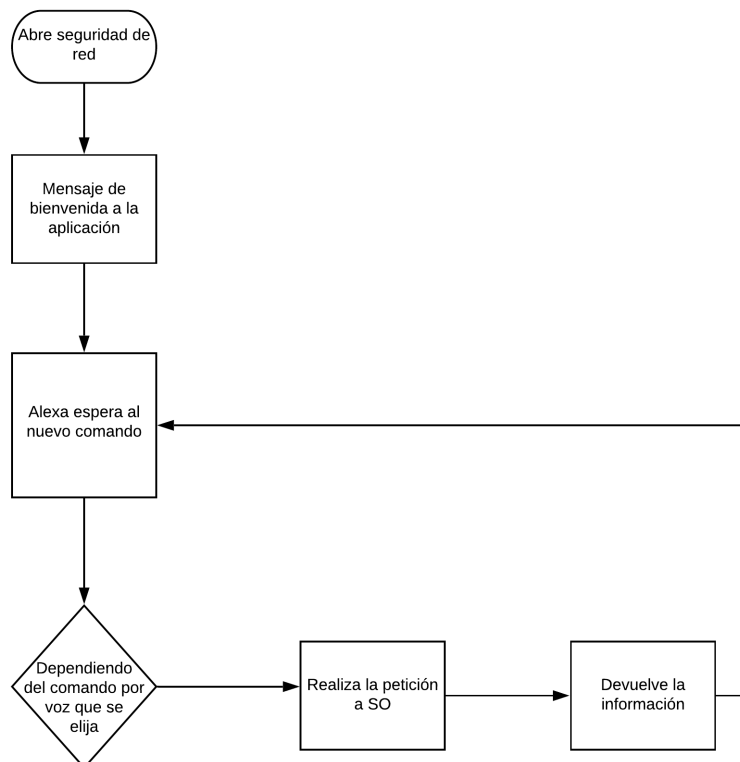 Abre seguridad de
red
Mensaje de
bienvenida a la
aplicación
Alexa espera al
nuevo comando
Dependiendo
del comando por
voz que se
elija
Realiza la petición
a SO
Devuelve la
información